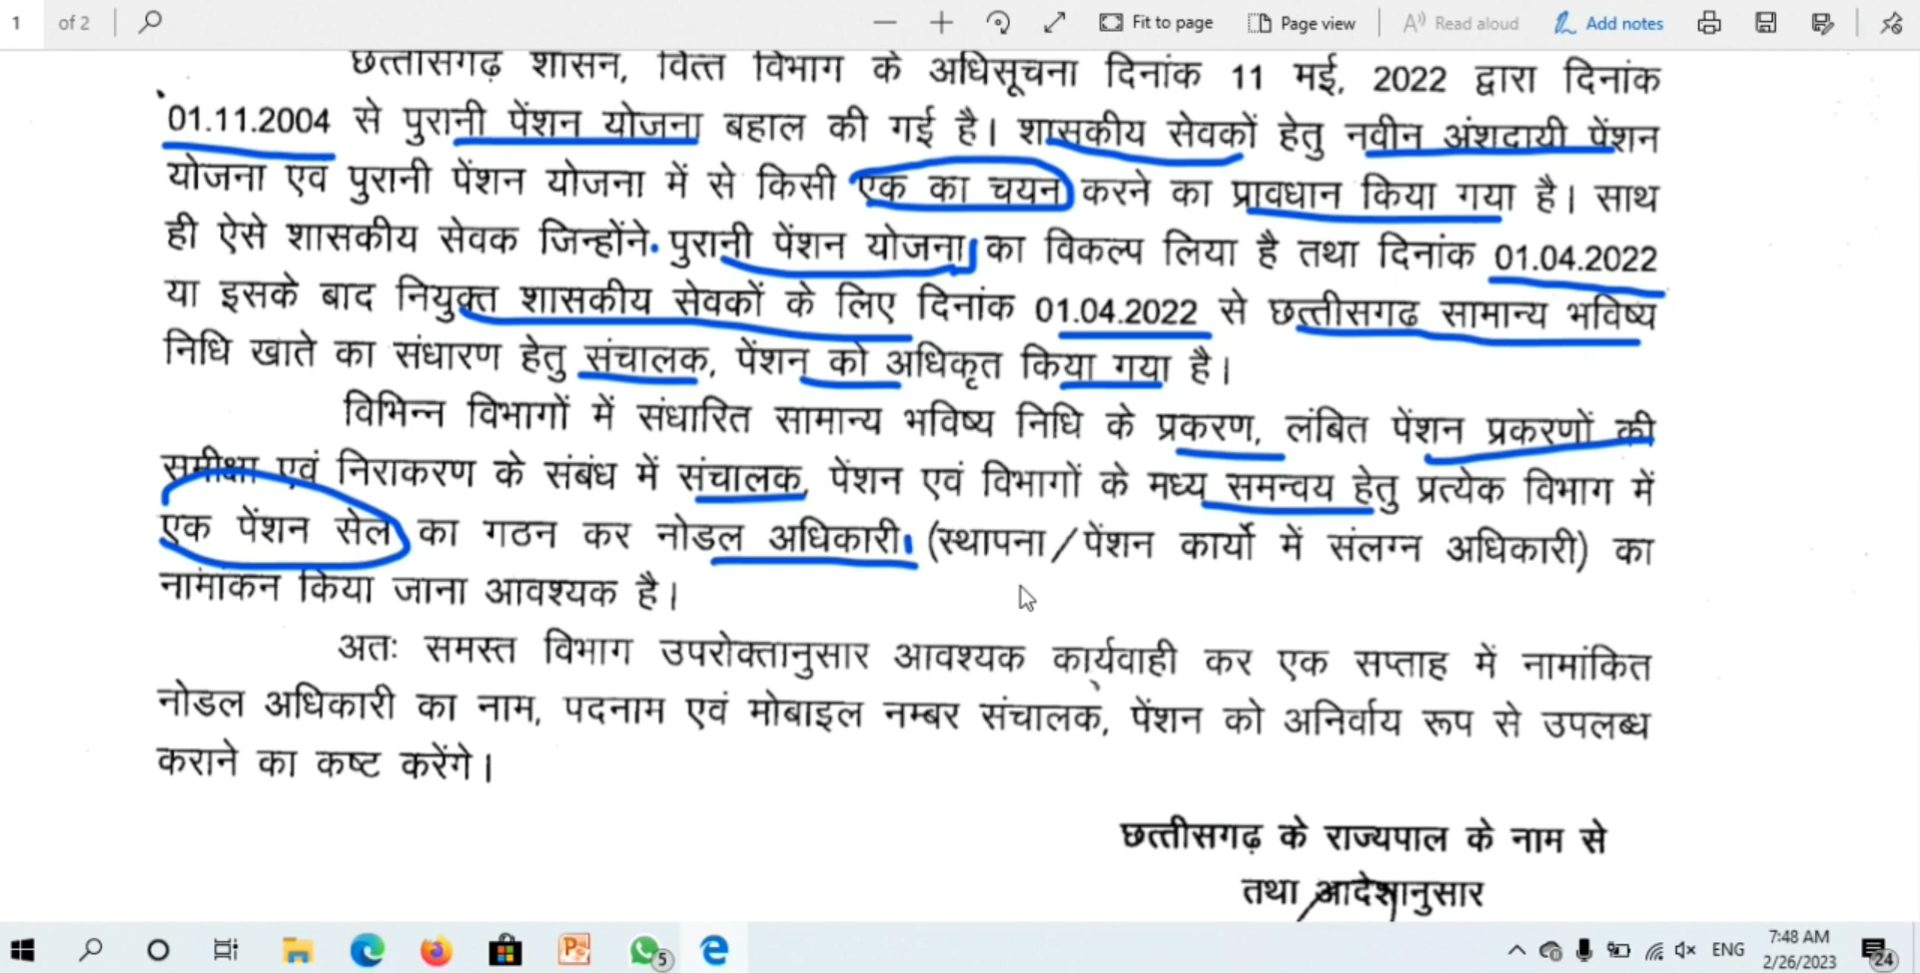 1 of 2 Fit to page Page view Read aloud Add notes
छत्तीसगढ़ शासन, वित्त विभाग के अधिसूचना दिनांक 11 मई, 2022 द्वारा दिनांक
01.11.2004 से पुरानी पेंशन योजना बहाल की गई है। शासकीय सेवकों हेतु नवीन अंशदायी पेंशन
योजना एवं पुरानी पेंशन योजना में से किसी एक का चयन करने का प्रावधान किया गया है। साथ
ही ऐसे शासकीय सेवक जिन्होंने पुरानी पेंशन योजना का विकल्प लिया है तथा दिनांक 01.04.2022
या इसके बाद नियुक्त शासकीय सेवकों के लिए दिनांक 01.04.2022 से छत्तीसगढ सामान्य भविष्य
निधि खाते का संधारण हेतु संचालक, पेंशन को अधिकृत किया गया है।
विभिन्न विभागों में संधारित सामान्य भविष्य निधि के प्रकरण, लंबित पेंशन प्रकरणों की
समीक्षा एवं निराकरण के संबंध में संचालक, पेंशन एवं विभागों के मध्य समन्वय हेतु प्रत्येक विभाग में
एक पेंशन सेल का गठन कर नोडल अधिकारी (स्थापना/पेंशन कार्यो में संलग्न अधिकारी) का
नामांकन किया जाना आवश्यक है।
अतः समस्त विभाग उपरोक्तानुसार आवश्यक कार्यवाही कर एक सप्ताह में नामांकित
नोडल अधिकारी का नाम, पदनाम एवं मोबाइल नम्बर संचालक, पेंशन को अनिर्वाय रूप से उपलब्ध
कराने का कष्ट करेंगे।
छत्तीसगढ़ के राज्यपाल के नाम से
तथा आदेशानुसार
5 ENG 7:48 AM
2/26/2023 24